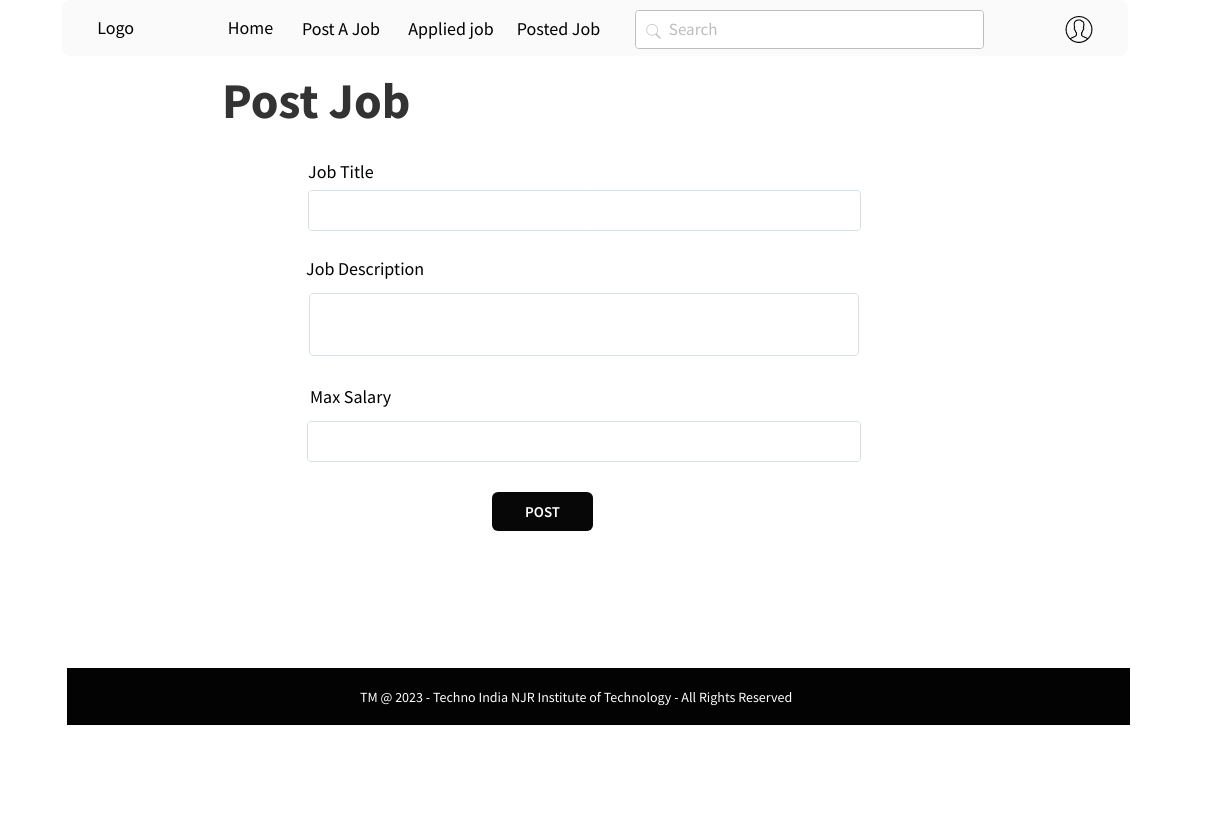 Logo Home Post A Job Applied job Posted Job Search
Post Job
Job Title
Job Description
Max Salary
POST
TM @ 2023 - Techno India NJR Institute of Technology - All Rights Reserved